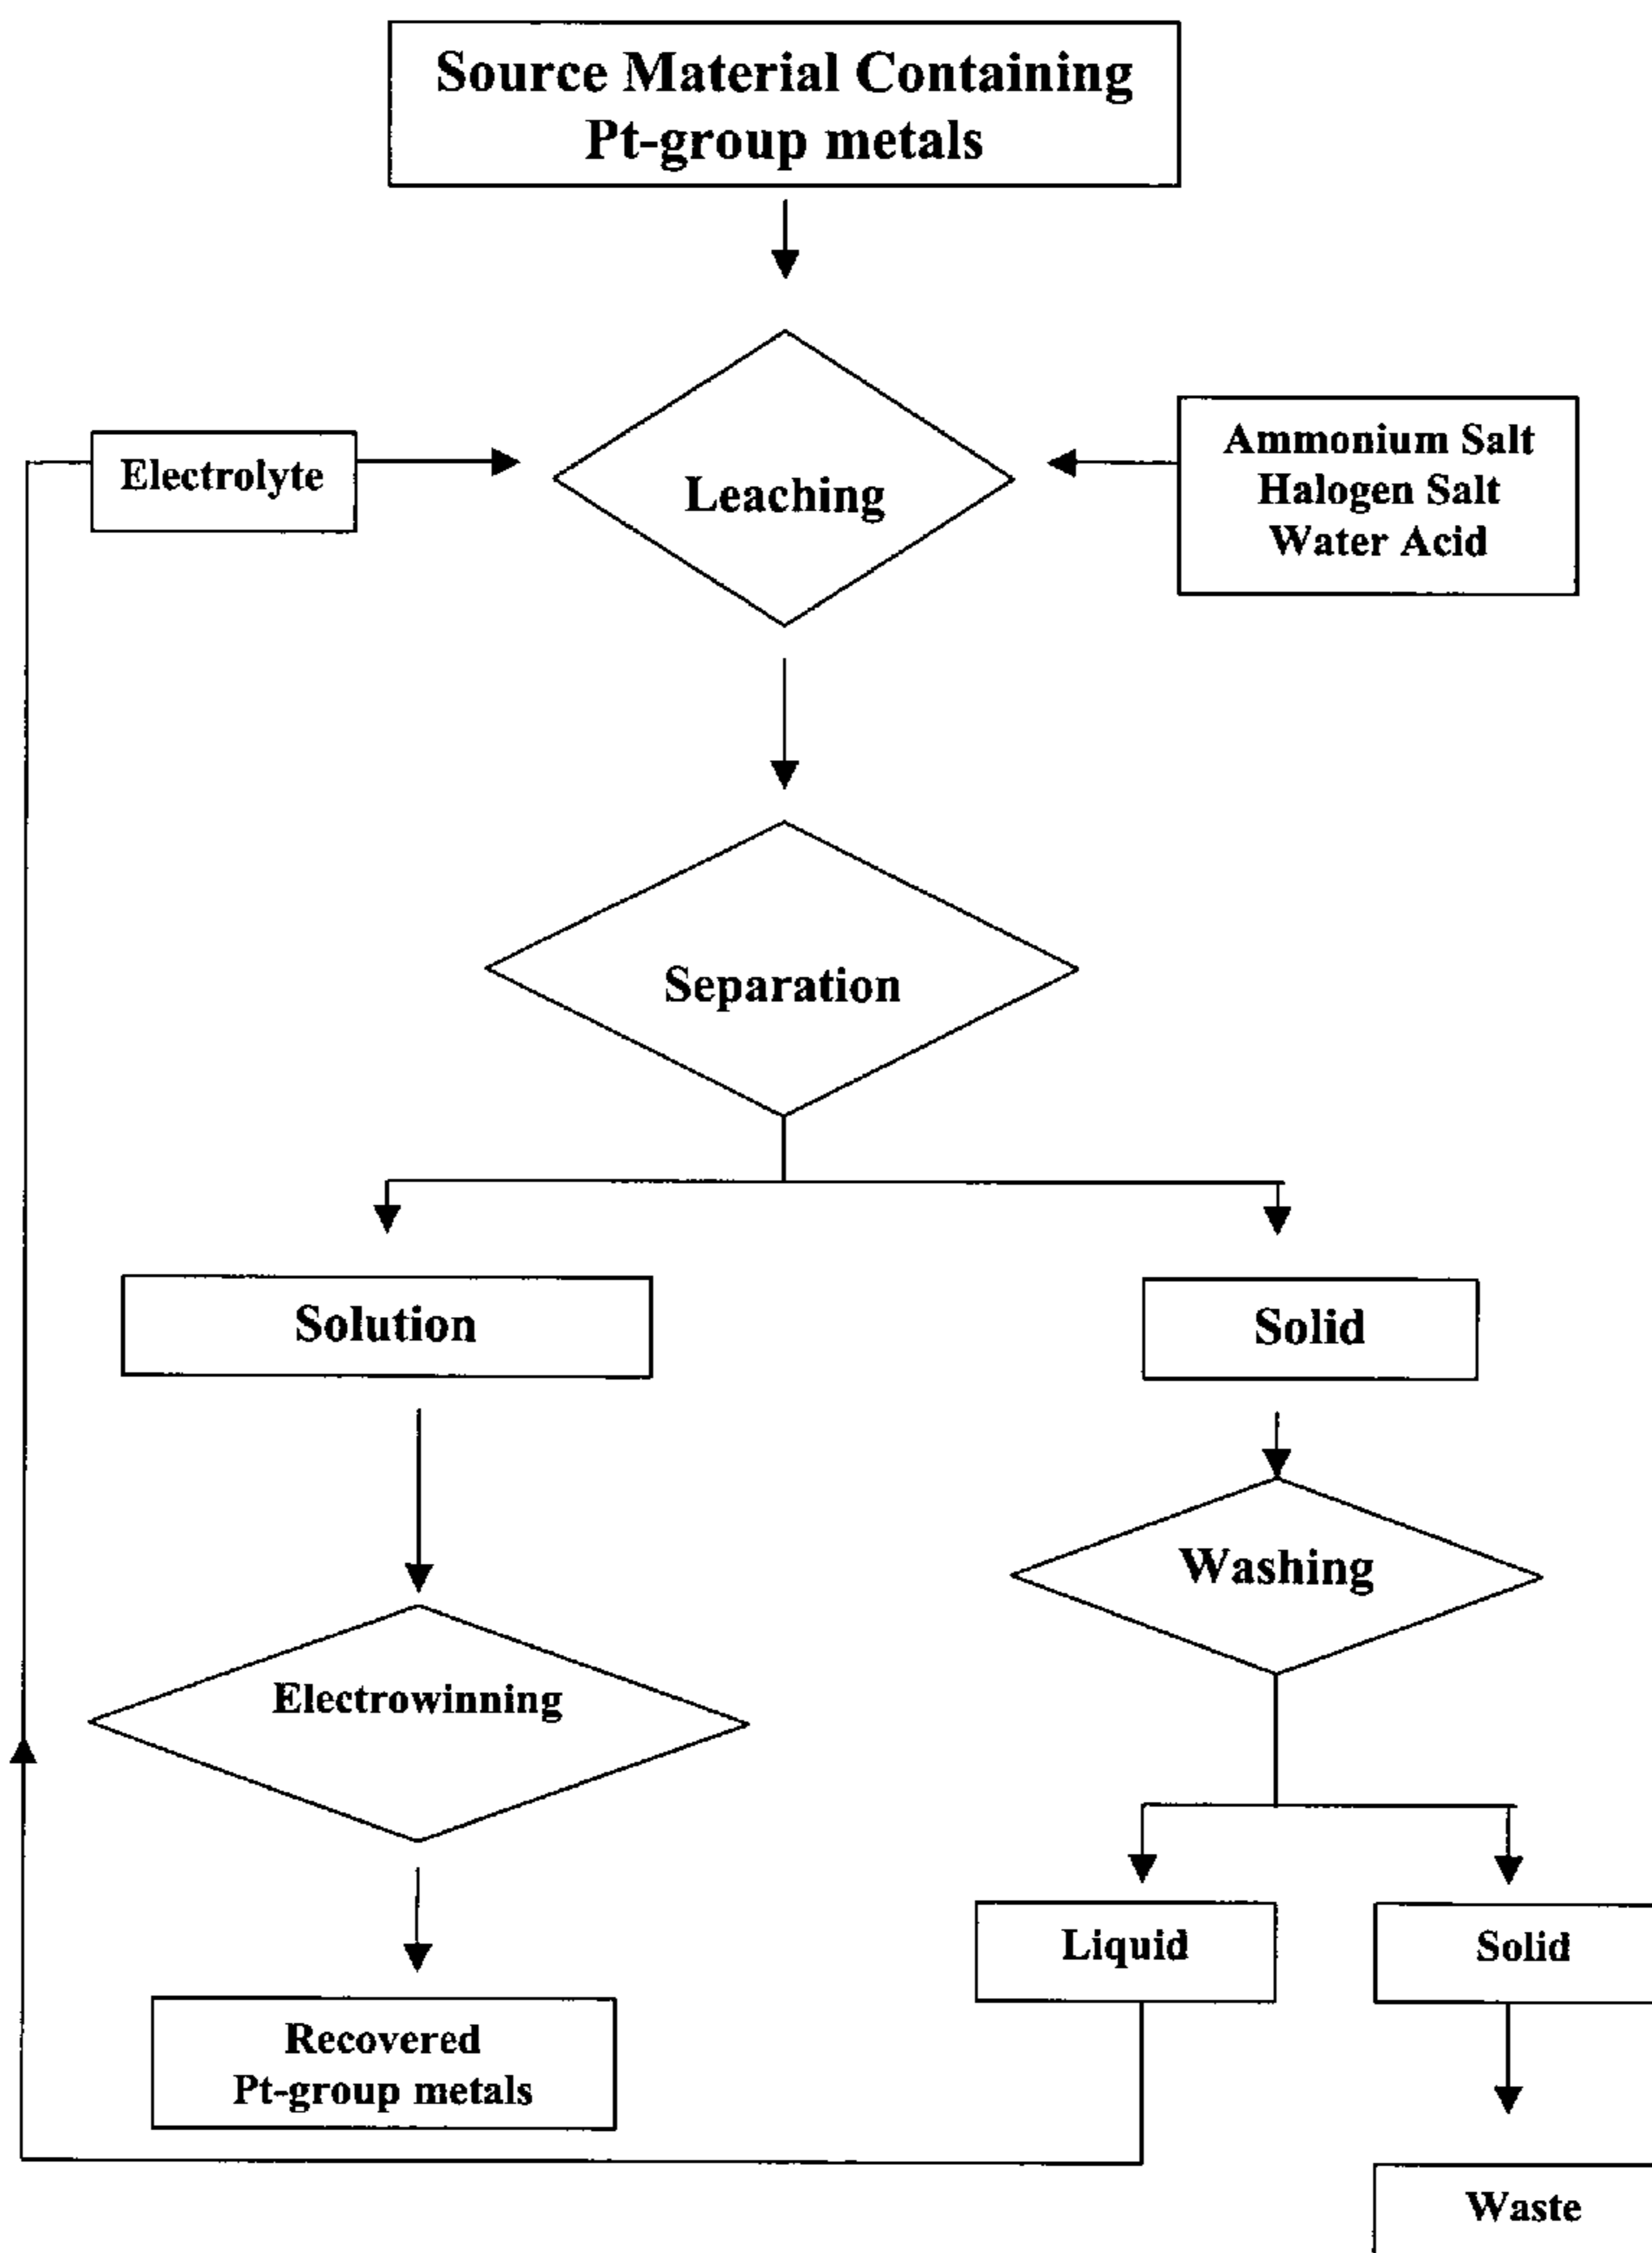 Source Material Containing
Pt-group metals
Electrolyte
Leaching
Ammonium Salt
Halogen Salt
Water Acid
Separation
Solution
Solid
Washing
Electrowinning
Liquid
Solid
Recovered
Pt-group metals
Waste